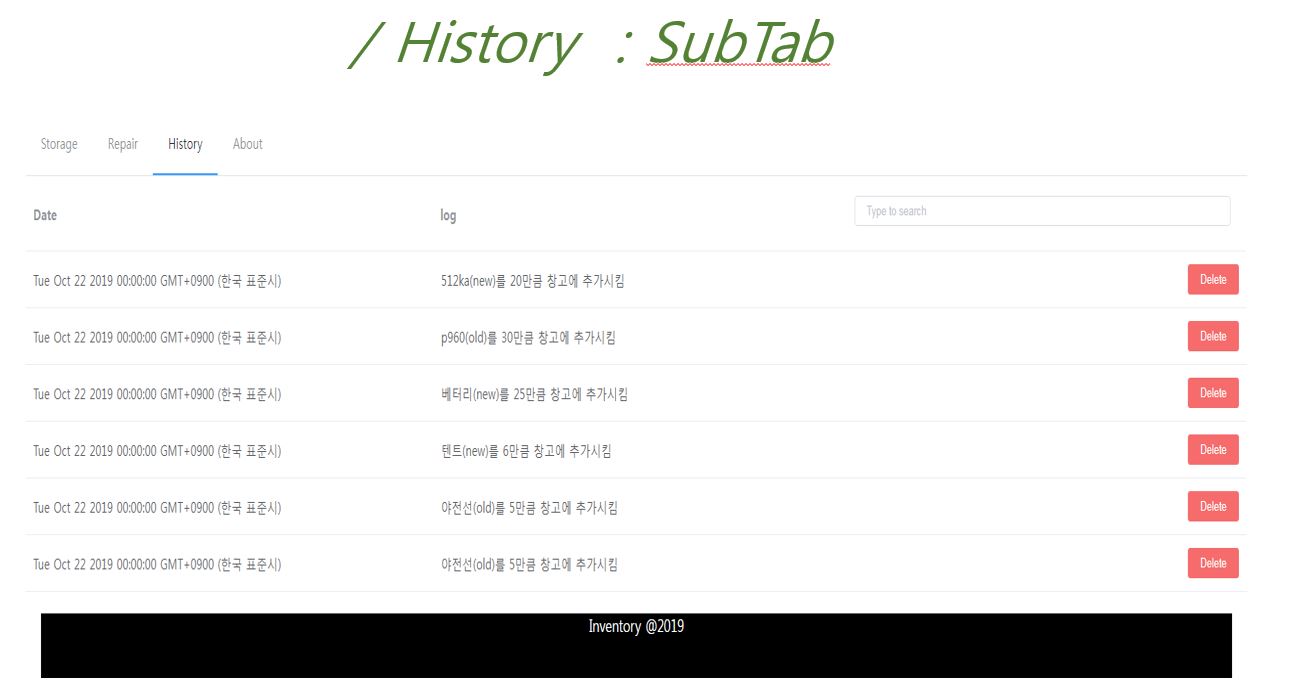 / History : SubTab
Storage Repair History About
Date log Type to search
Tue Oct 22 2019 00:00:00 GMT+0900 (한국 표준시) 512ka(new)를 20만큼 창고에 추가시킴 Delete
Tue Oct 22 2019 00:00:00 GMT+0900 (한국 표준시) p960(old)를 30만큼 창고에 추가시킴 Delete
Tue Oct 22 2019 00:00:00 GMT+0900 (한국 표준시) 베터리(new)를 25만큼 창고에 추가시킴 Delete
Tue Oct 22 2019 00:00:00 GMT+0900 (한국 표준시) 텐트(new)를 6만큼 창고에 추가시킴 Delete
Tue Oct 22 2019 00:00:00 GMT+0900 (한국 표준시) 야전선(old)를 5만큼 창고에 추가시킴 Delete
Tue Oct 22 2019 00:00:00 GMT+0900 (한국 표준시) 야전선(old)를 5만큼 창고에 추가시킴 Delete
Inventory @2019